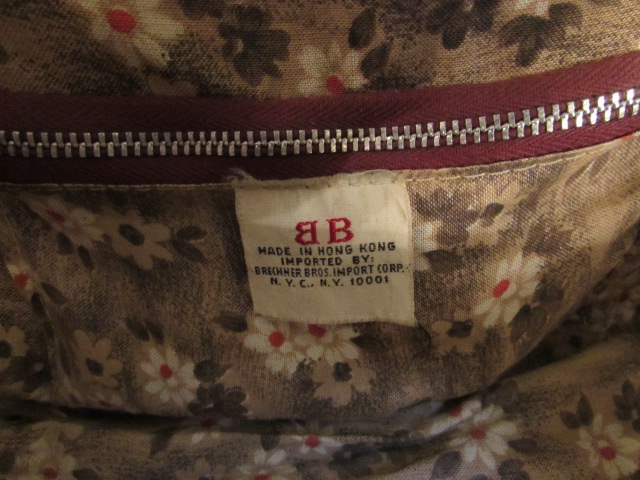 BB
MADE IN HONG KONG
IMPORTED BY:
BRECHNER BROS. IMPORT CORP.
N. Y. C., N.Y. 10001